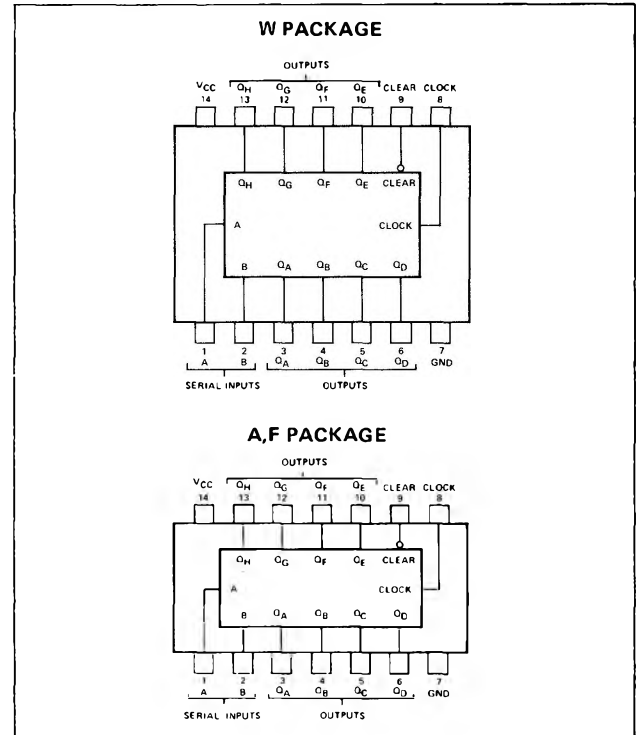 W PACKAGE
OUTPUTS
VCC QH QG QF QE CLEAR CLOCK
14 13 12 11 10 9 8
QH QG QF QE CLEAR
A CLOCK
B QA QB QC QD
1 2 3 4 5 6 7
A B QA QB QC QD GND
SERIAL INPUTS OUTPUTS
A,F PACKAGE
OUTPUTS
VCC QH QG QF QE CLEAR CLOCK
14 13 12 11 10 9 8
QH QG QF QE CLEAR
A CLOCK
B QA QB QC QD
1 2 3 4 5 6 7
A B QA QB QC QD GND
SERIAL INPUTS OUTPUTS